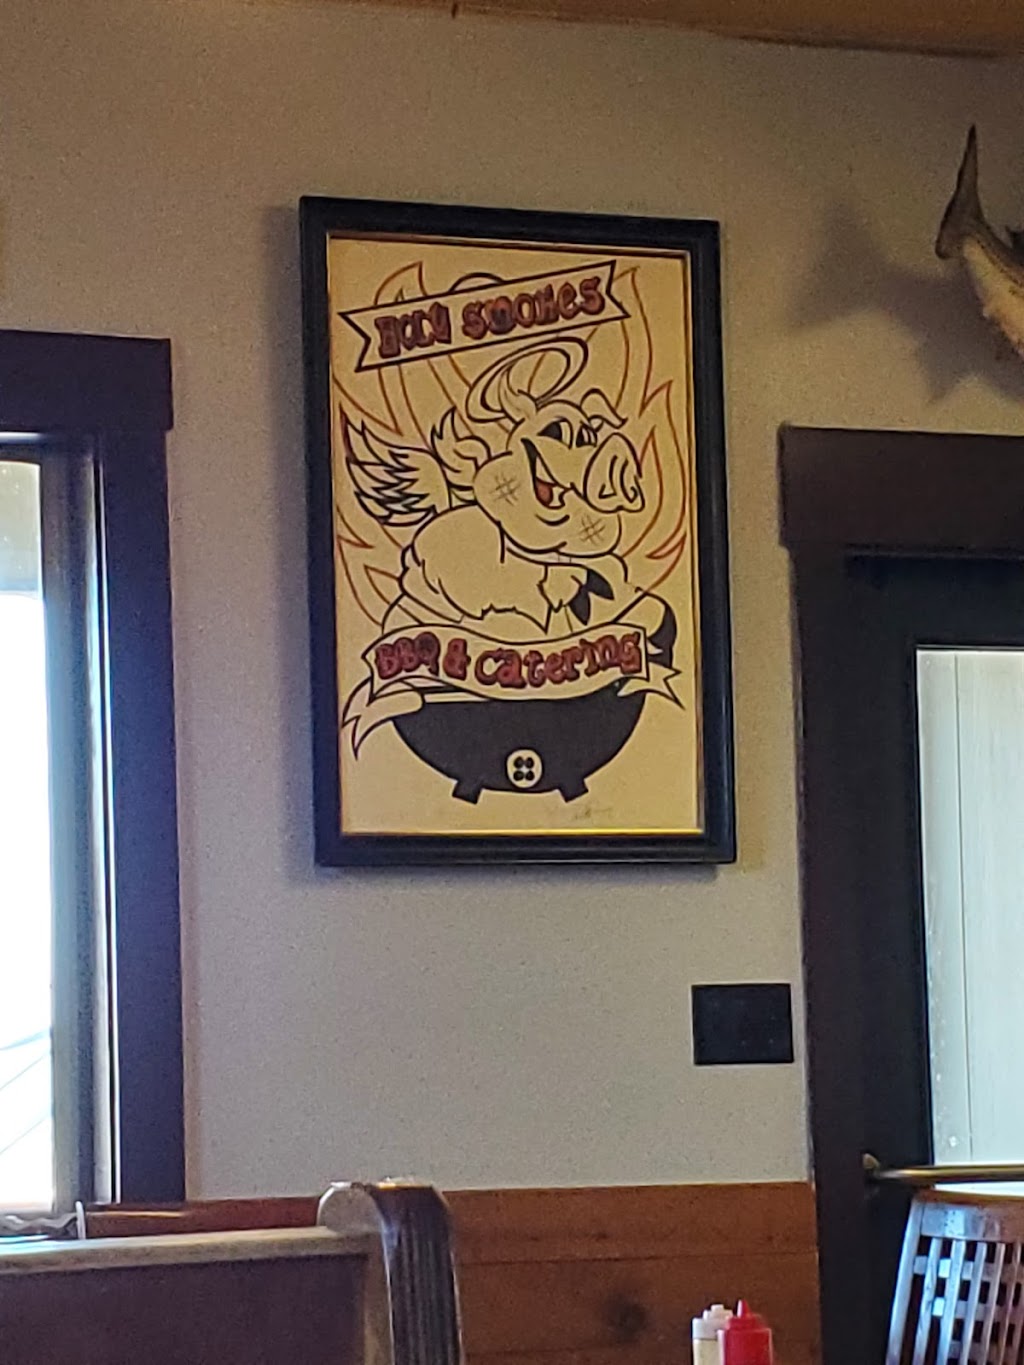 Holy Smokes
BBQ & Catering